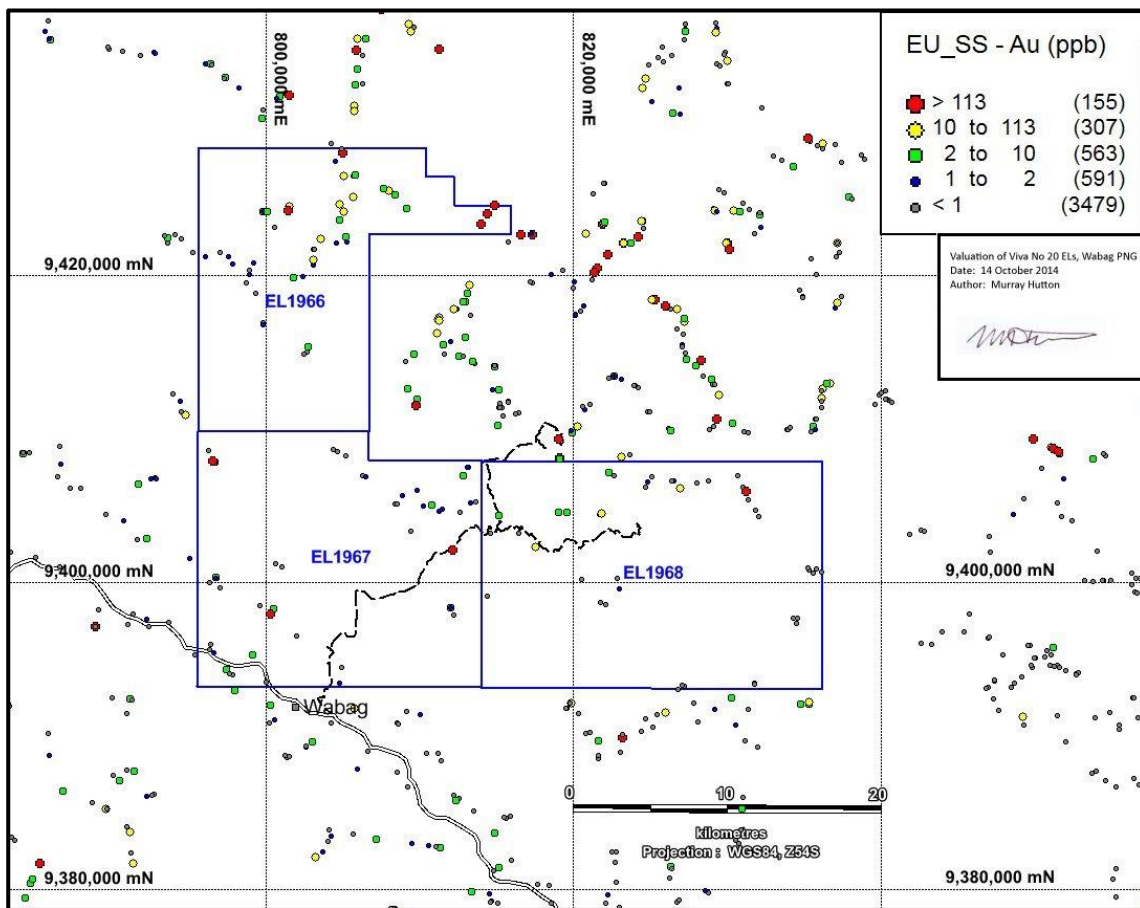 800,000 mE
820,000 mE
EU_SS - Au (ppb)
> 113 (155)
10 to 113 (307)
2 to 10 (563)
1 to 2 (591)
< 1 (3479)
Valuation of Viva No 20 ELs, Wabag PNG
Date: 14 October 2014
Author: Murray Hutton
9,420,000 mN
EL1966
EL1967
EL1968
9,400,000 mN
9,400,000 mN
Wabag
0 10 20
kilometres
Projection : WGS84, Z54S
9,380,000 mN
9,380,000 mN